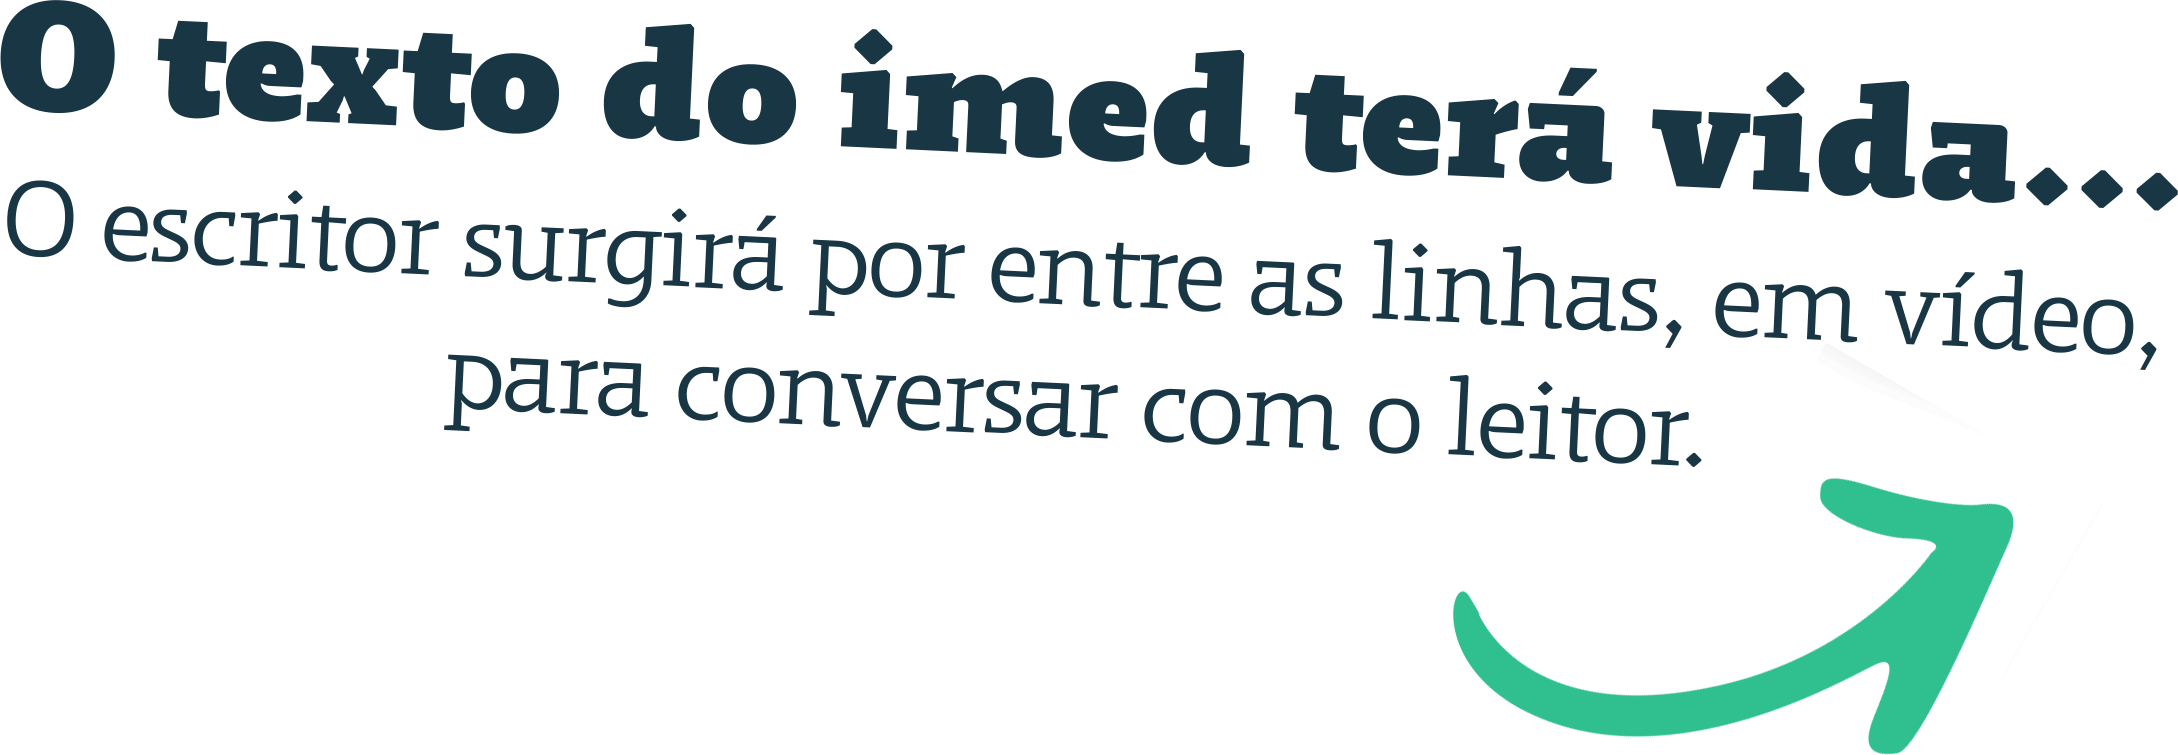 O texto do imed terá vida...
O escritor surgirá por entre as linhas, em vídeo,
para conversar com o leitor.